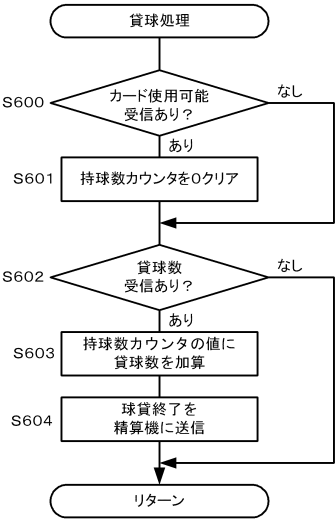 貸球処理
S600
カード使用可能
受信あり？
なし
あり
S601
持球数カウンタを0クリア
S602
貸球数
受信あり？
なし
あり
S603
持球数カウンタの値に
貸球数を加算
S604
球貸終了を
精算機に送信
リターン